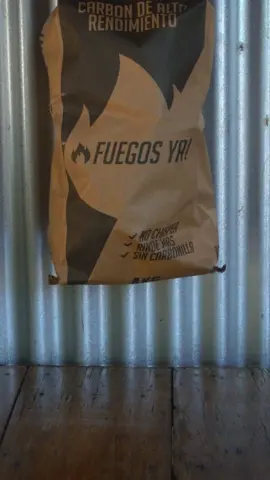 CARBON DE ALTO
RENDIMIENTO
FUEGOS YA!
NO CHISPEA
RINDE MAS
SIN CARBONILLA